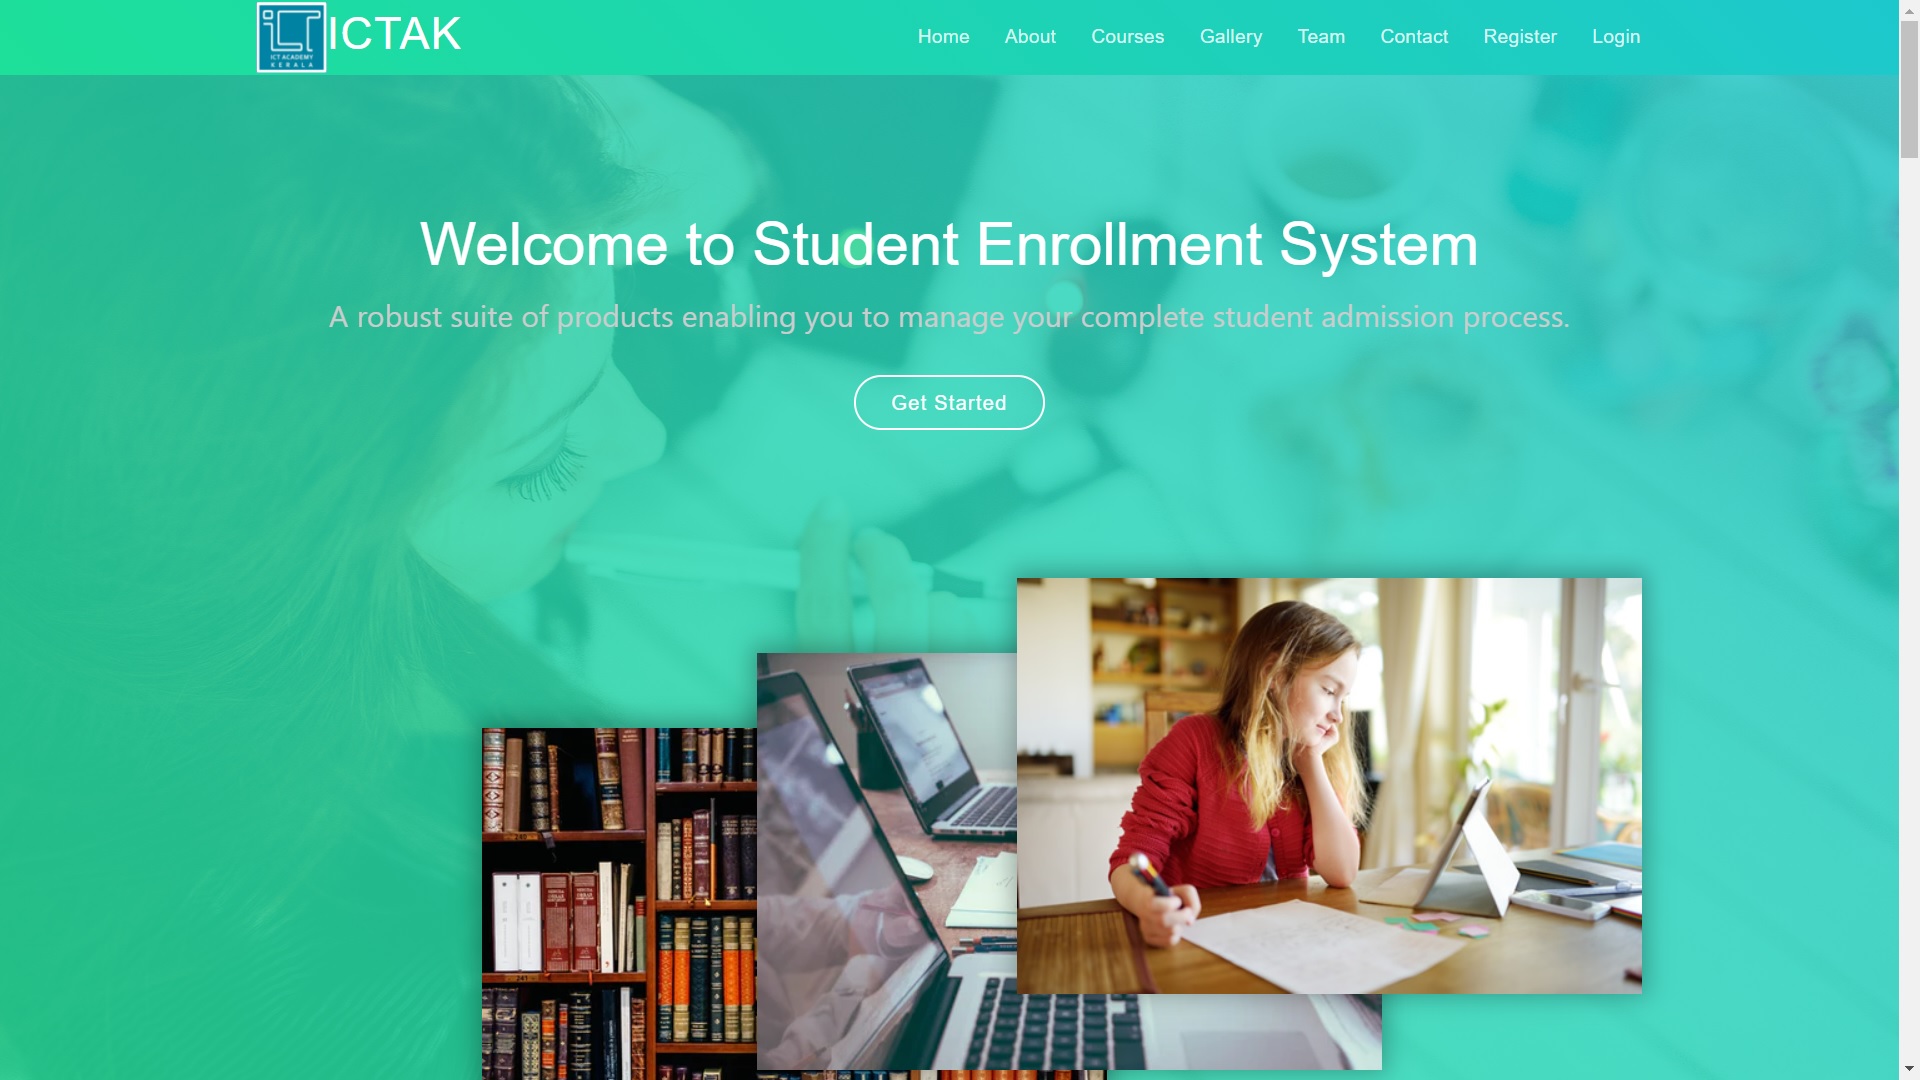 ICT ACADEMY
KERALA
ICTAK
Home
About
Courses
Gallery
Team
Contact
Register
Login
Welcome to Student Enrollment System
A robust suite of products enabling you to manage your complete student admission process.
Get Started
241